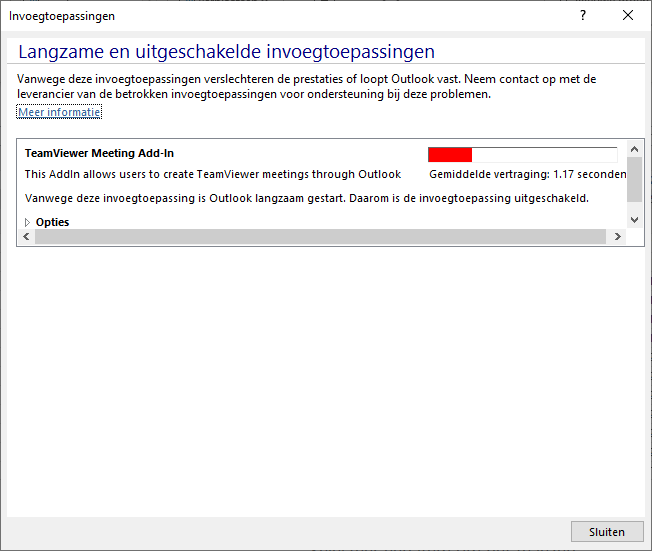 Invoegtoepassingen
?
Langzame en uitgeschakelde invoegtoepassingen
Vanwege deze invoegtoepassingen verslechteren de prestaties of loopt Outlook vast. Neem contact op met de
leverancier van de betrokken invoegtoepassingen voor ondersteuning bij deze problemen.
Meer informatie
TeamViewer Meeting Add-In
This AddIn allows users to create TeamViewer meetings through Outlook Gemiddelde vertraging: 1.17 seconden
Vanwege deze invoegtoepassing is Outlook langzaam gestart. Daarom is de invoegtoepassing uitgeschakeld.
Opties
Sluiten